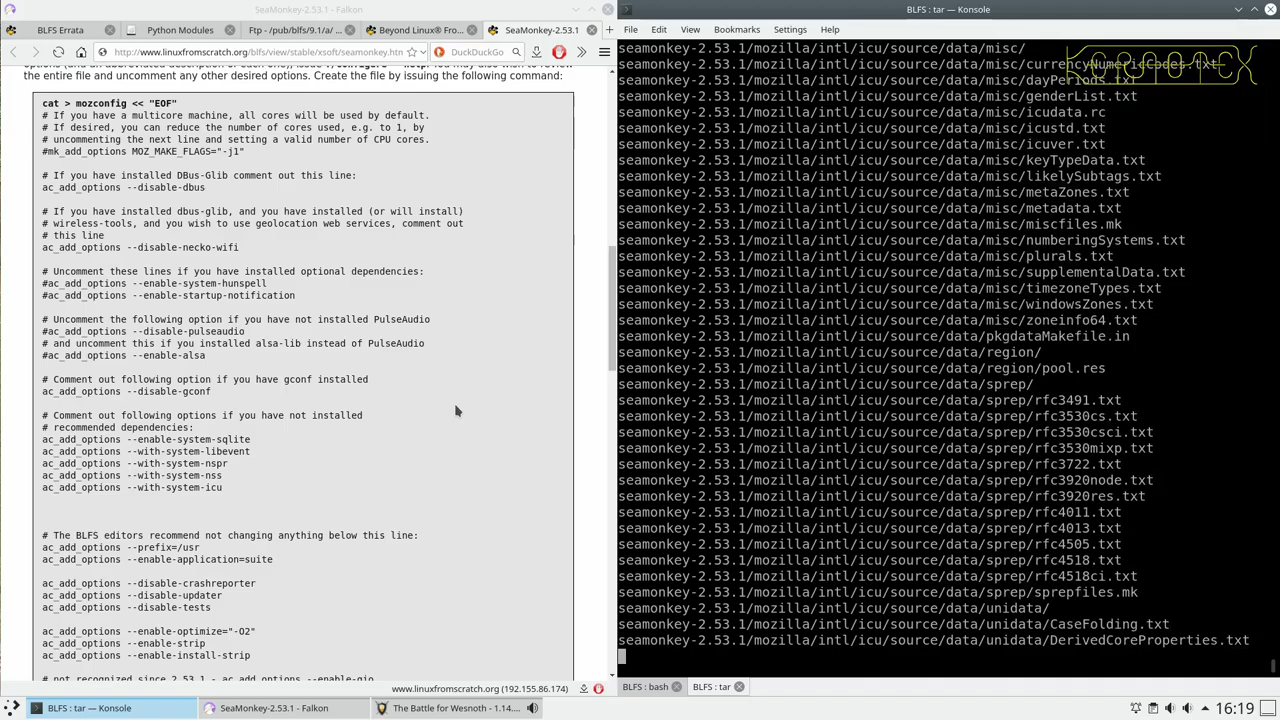 SeaMonkey-2.53.1 - Falkon
BLFS : tar — Konsole
BLFS Errata
Python Modules
Ftp - /pub/blfs/9.1/a/ ...
Beyond Linux® Fro...
SeaMonkey-2.53.1
File Edit View Bookmarks Settings Help
http://www.linuxfromscratch.org/blfs/view/stable/xsoft/seamonkey.htm
DuckDuckGo
the entire file and uncomment any other desired options. Create the file by issuing the following command:
cat > mozconfig << "EOF"
# If you have a multicore machine, all cores will be used by default.
# If desired, you can reduce the number of cores used, e.g. to 1, by
# uncommenting the next line and setting a valid number of CPU cores.
#mk_add_options MOZ_MAKE_FLAGS="-j1"
# If you have installed DBus-Glib comment out this line:
ac_add_options --disable-dbus
# If you have installed dbus-glib, and you have installed (or will install)
# wireless-tools, and you wish to use geolocation web services, comment out
# this line
ac_add_options --disable-necko-wifi
# Uncomment these lines if you have installed optional dependencies:
#ac_add_options --enable-system-hunspell
#ac_add_options --enable-startup-notification
# Uncomment the following option if you have not installed PulseAudio
#ac_add_options --disable-pulseaudio
# and uncomment this if you installed alsa-lib instead of PulseAudio
#ac_add_options --enable-alsa
# Comment out following option if you have gconf installed
ac_add_options --disable-gconf
# Comment out following options if you have not installed
# recommended dependencies:
ac_add_options --enable-system-sqlite
ac_add_options --with-system-libevent
ac_add_options --with-system-nspr
ac_add_options --with-system-nss
ac_add_options --with-system-icu
# The BLFS editors recommend not changing anything below this line:
ac_add_options --prefix=/usr
ac_add_options --enable-application=suite
ac_add_options --disable-crashreporter
ac_add_options --disable-updater
ac_add_options --disable-tests
ac_add_options --enable-optimize="-O2"
ac_add_options --enable-strip
ac_add_options --enable-install-strip
# not recognized since 2.53.1 - ac_add_options --enable-gio
www.linuxfromscratch.org (192.155.86.174)
seamonkey-2.53.1/mozilla/intl/icu/source/data/misc/
seamonkey-2.53.1/mozilla/intl/icu/source/data/misc/currencyNumericCodes.txt
seamonkey-2.53.1/mozilla/intl/icu/source/data/misc/dayPeriods.txt
seamonkey-2.53.1/mozilla/intl/icu/source/data/misc/genderList.txt
seamonkey-2.53.1/mozilla/intl/icu/source/data/misc/icudata.rc
seamonkey-2.53.1/mozilla/intl/icu/source/data/misc/icustd.txt
seamonkey-2.53.1/mozilla/intl/icu/source/data/misc/icuver.txt
seamonkey-2.53.1/mozilla/intl/icu/source/data/misc/keyTypeData.txt
seamonkey-2.53.1/mozilla/intl/icu/source/data/misc/likelySubtags.txt
seamonkey-2.53.1/mozilla/intl/icu/source/data/misc/metaZones.txt
seamonkey-2.53.1/mozilla/intl/icu/source/data/misc/metadata.txt
seamonkey-2.53.1/mozilla/intl/icu/source/data/misc/miscfiles.mk
seamonkey-2.53.1/mozilla/intl/icu/source/data/misc/numberingSystems.txt
seamonkey-2.53.1/mozilla/intl/icu/source/data/misc/plurals.txt
seamonkey-2.53.1/mozilla/intl/icu/source/data/misc/supplementalData.txt
seamonkey-2.53.1/mozilla/intl/icu/source/data/misc/timezoneTypes.txt
seamonkey-2.53.1/mozilla/intl/icu/source/data/misc/windowsZones.txt
seamonkey-2.53.1/mozilla/intl/icu/source/data/misc/zoneinfo64.txt
seamonkey-2.53.1/mozilla/intl/icu/source/data/pkgdataMakefile.in
seamonkey-2.53.1/mozilla/intl/icu/source/data/region/
seamonkey-2.53.1/mozilla/intl/icu/source/data/region/pool.res
seamonkey-2.53.1/mozilla/intl/icu/source/data/sprep/
seamonkey-2.53.1/mozilla/intl/icu/source/data/sprep/rfc3491.txt
seamonkey-2.53.1/mozilla/intl/icu/source/data/sprep/rfc3530cs.txt
seamonkey-2.53.1/mozilla/intl/icu/source/data/sprep/rfc3530csci.txt
seamonkey-2.53.1/mozilla/intl/icu/source/data/sprep/rfc3530mixp.txt
seamonkey-2.53.1/mozilla/intl/icu/source/data/sprep/rfc3722.txt
seamonkey-2.53.1/mozilla/intl/icu/source/data/sprep/rfc3920node.txt
seamonkey-2.53.1/mozilla/intl/icu/source/data/sprep/rfc3920res.txt
seamonkey-2.53.1/mozilla/intl/icu/source/data/sprep/rfc4011.txt
seamonkey-2.53.1/mozilla/intl/icu/source/data/sprep/rfc4013.txt
seamonkey-2.53.1/mozilla/intl/icu/source/data/sprep/rfc4505.txt
seamonkey-2.53.1/mozilla/intl/icu/source/data/sprep/rfc4518.txt
seamonkey-2.53.1/mozilla/intl/icu/source/data/sprep/rfc4518ci.txt
seamonkey-2.53.1/mozilla/intl/icu/source/data/sprep/sprepfiles.mk
seamonkey-2.53.1/mozilla/intl/icu/source/data/unidata/
seamonkey-2.53.1/mozilla/intl/icu/source/data/unidata/CaseFolding.txt
seamonkey-2.53.1/mozilla/intl/icu/source/data/unidata/DerivedCoreProperties.txt
BLFS : bash
BLFS : tar
BLFS : tar — Konsole
SeaMonkey-2.53.1 - Falkon
The Battle for Wesnoth - 1.14....
16:19